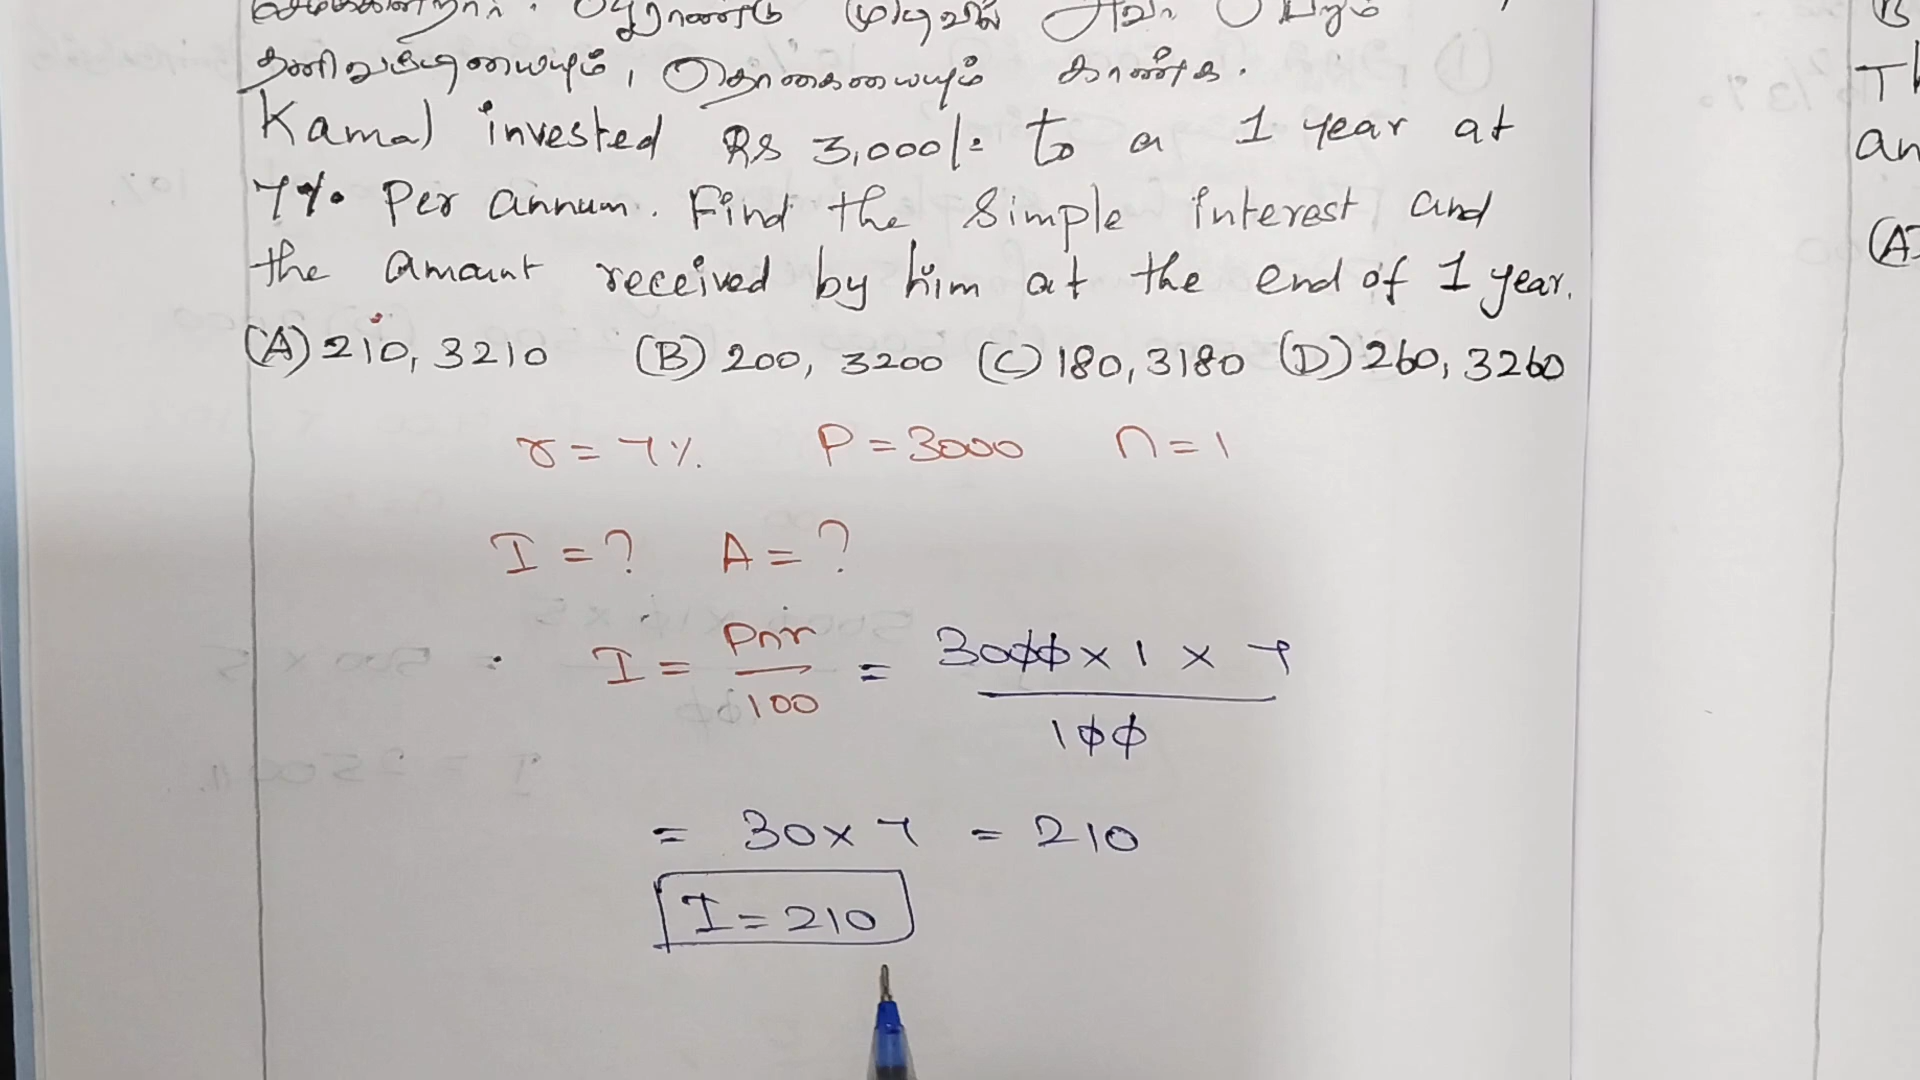 தனிவட்டியையும், தொகையையும் காண்க.
Kamal invested RS 3,000/= to a 1 year at
7% Per annum. Find the Simple interest and
the amount received by him at the end of 1 year.
(A) 210, 3210 (B) 200, 3200 (C) 180, 3180 (D) 260, 3260
r = 7% P = 3000 n = 1
I = ? A = ?
I = Pnr/100 = 3000 x 1 x 7/100
= 30 x 7 = 210
I = 210